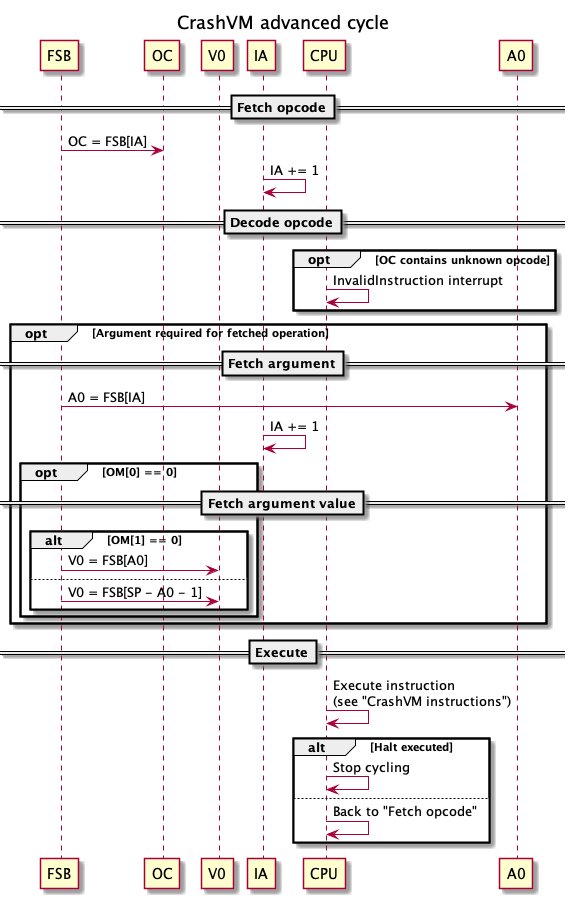 CrashVM advanced cycle
FSB OC V0 IA CPU A0
Fetch opcode
OC = FSB[IA]
IA += 1
Decode opcode
opt [OC contains unknown opcode]
InvalidInstruction interrupt
opt [Argument required for fetched operation]
Fetch argument
A0 = FSB[IA]
IA += 1
opt [OM[0] == 0]
Fetch argument value
alt [OM[1] == 0]
V0 = FSB[A0]
V0 = FSB[SP - A0 - 1]
Execute
Execute instruction
(see "CrashVM instructions")
alt [Halt executed]
Stop cycling
Back to "Fetch opcode"
FSB OC V0 IA CPU A0